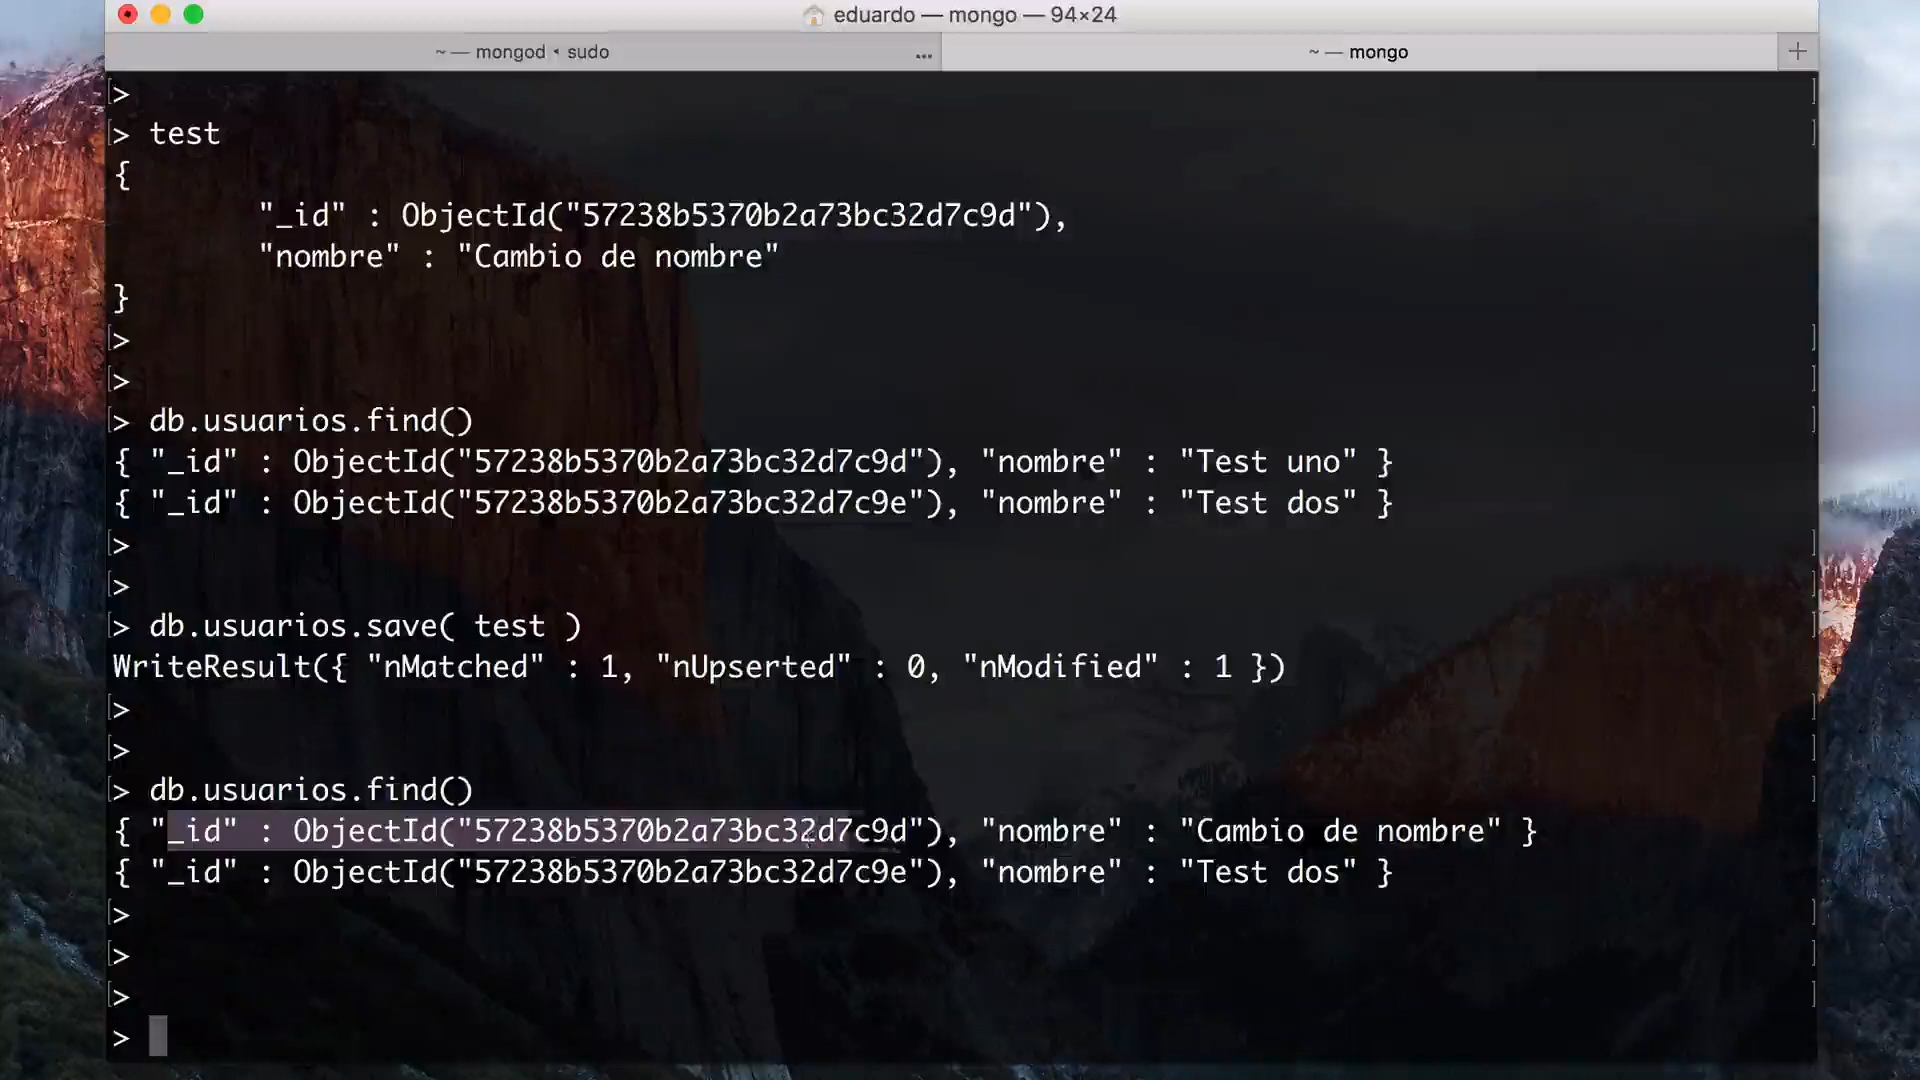 eduardo — mongo — 94×24
~ — mongod ◂ sudo ... ~ — mongo +
>
> test
{
"_id" : ObjectId("57238b5370b2a73bc32d7c9d"),
"nombre" : "Cambio de nombre"
}
>
>
> db.usuarios.find()
{ "_id" : ObjectId("57238b5370b2a73bc32d7c9d"), "nombre" : "Test uno" }
{ "_id" : ObjectId("57238b5370b2a73bc32d7c9e"), "nombre" : "Test dos" }
>
>
> db.usuarios.save( test )
WriteResult({ "nMatched" : 1, "nUpserted" : 0, "nModified" : 1 })
>
>
> db.usuarios.find()
{ "_id" : ObjectId("57238b5370b2a73bc32d7c9d"), "nombre" : "Cambio de nombre" }
{ "_id" : ObjectId("57238b5370b2a73bc32d7c9e"), "nombre" : "Test dos" }
>
>
>
>